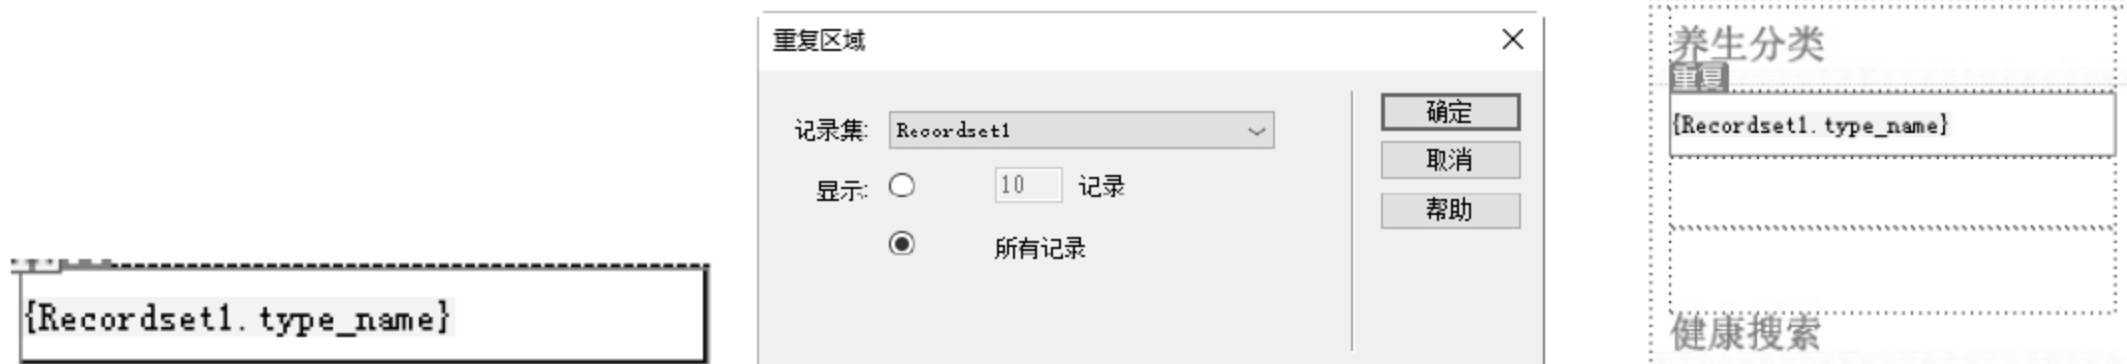 {Recordset1.type_name}
重复区域
记录集: Recordset1
显示: 10 记录
所有记录
确定
取消
帮助
养生分类
重复
{Recordset1.type_name}
健康搜索